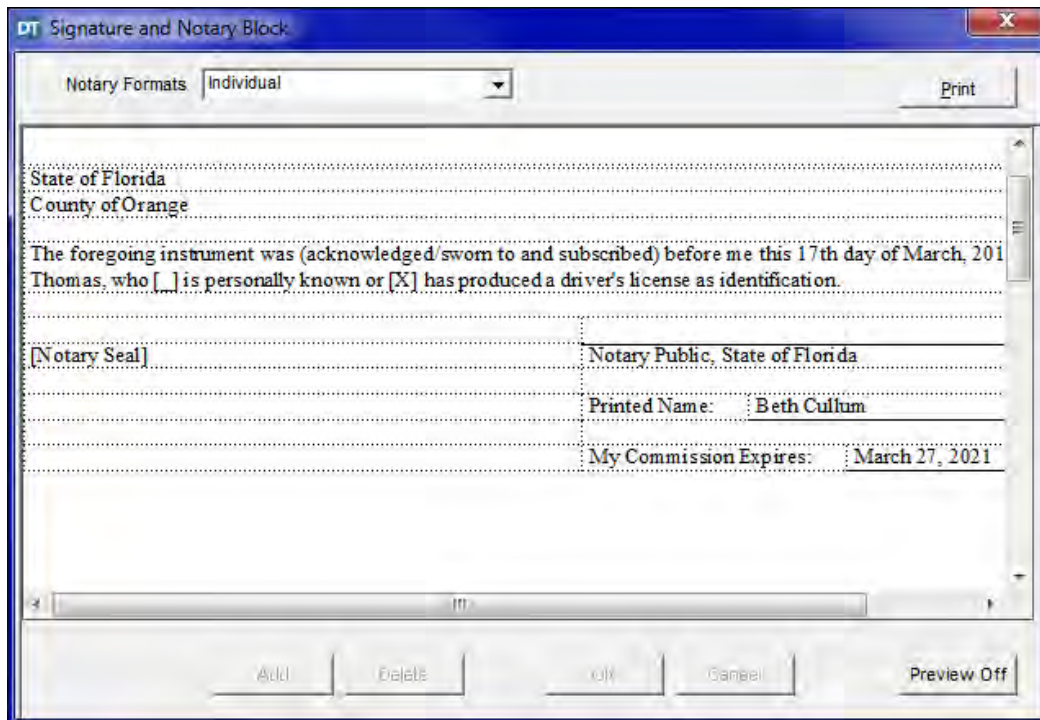 DT Signature and Notary Block
X
Notary Formats Individual
Print
State of Florida
County of Orange
The foregoing instrument was (acknowledged/sworn to and subscribed) before me this 17th day of March, 201
Thomas, who [_] is personally known or [X] has produced a driver's license as identification.
[Notary Seal] Notary Public, State of Florida
Printed Name: Beth Cullum
My Commission Expires: March 27, 2021
Add Delete OK Cancel Preview Off